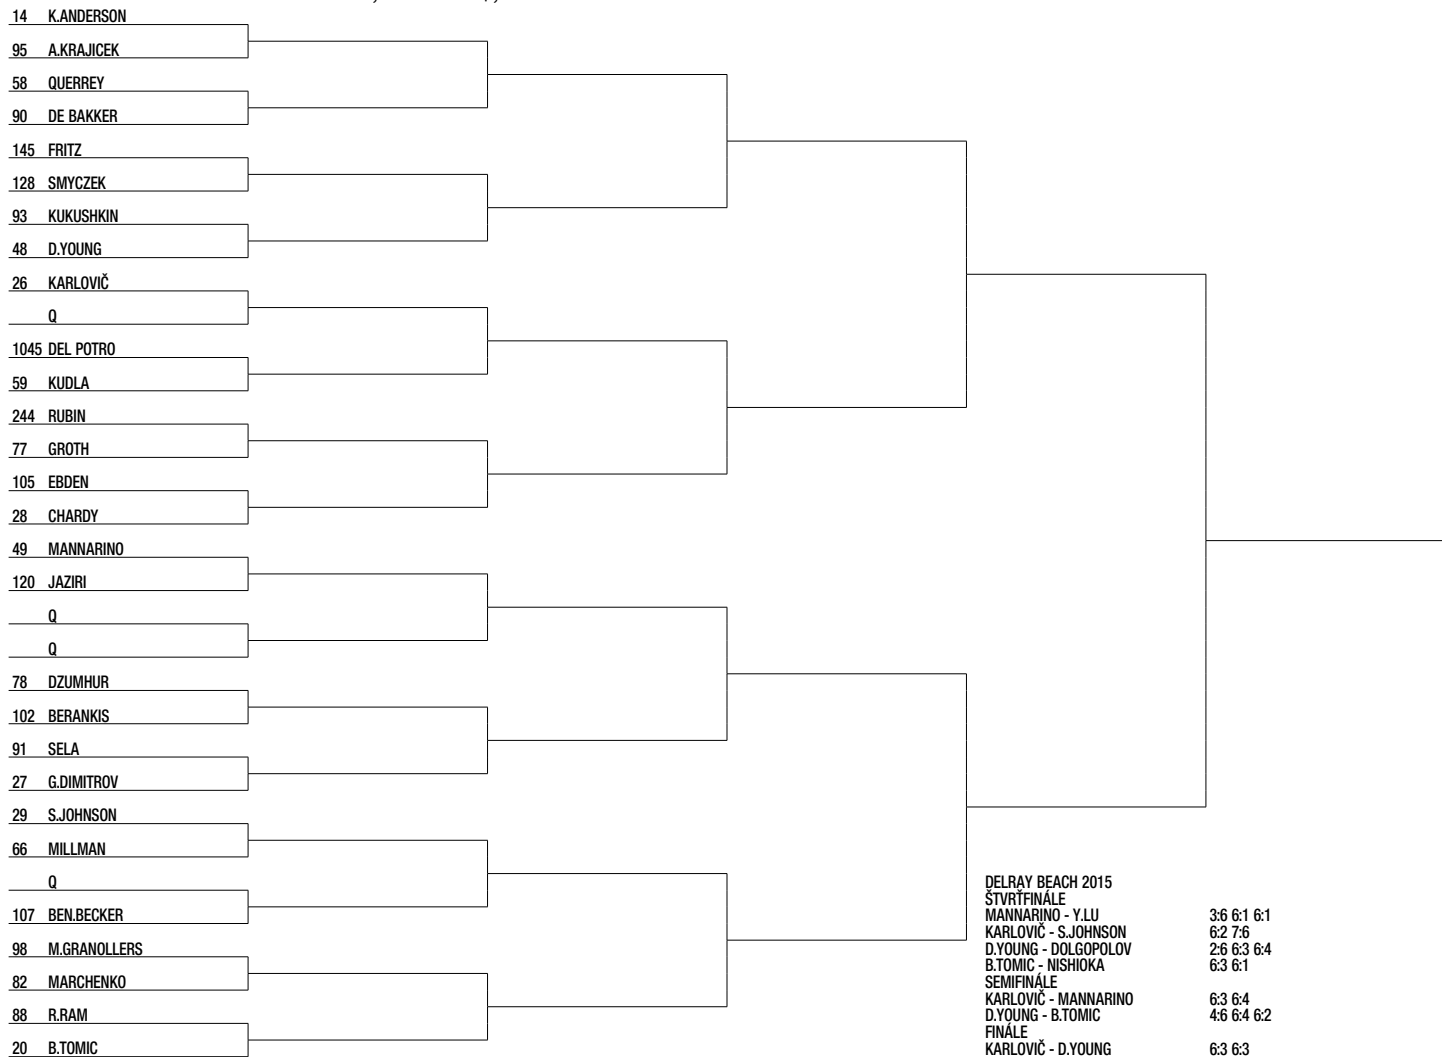 14 K.ANDERSON
95 A.KRAJICEK
58 QUERREY
90 DE BAKKER
145 FRITZ
128 SMYCZEK
93 KUKUSHKIN
48 D.YOUNG
26 KARLOVIČ
Q
1045 DEL POTRO
59 KUDLA
244 RUBIN
77 GROTH
105 EBDEN
28 CHARDY
49 MANNARINO
120 JAZIRI
Q
Q
78 DZUMHUR
102 BERANKIS
91 SELA
27 G.DIMITROV
29 S.JOHNSON
66 MILLMAN
Q
107 BEN.BECKER
98 M.GRANOLLERS
82 MARCHENKO
88 R.RAM
20 B.TOMIC
DELRAY BEACH 2015
ŠTVRŤFINÁLE
MANNARINO - Y.LU 3:6 6:1 6:1
KARLOVIČ - S.JOHNSON 6:2 7:6
D.YOUNG - DOLGOPOLOV 2:6 6:3 6:4
B.TOMIC - NISHIOKA 6:3 6:1
SEMIFINÁLE
KARLOVIČ - MANNARINO 6:3 6:4
D.YOUNG - B.TOMIC 4:6 6:4 6:2
FINÁLE
KARLOVIČ - D.YOUNG 6:3 6:3